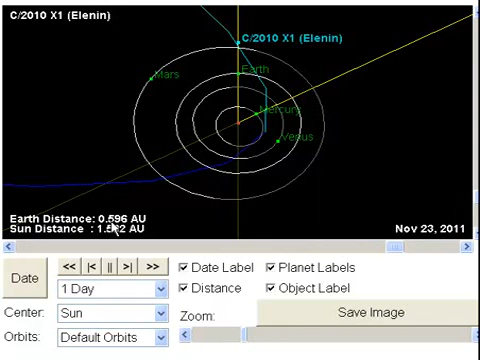 C/2010 X1 (Elenin)
C/2010 X1 (Elenin)
Mars
Earth
Mercury
Venus
Earth Distance: 0.596 AU
Sun Distance : AU
Nov 23, 2011
Date
<< |< || >| >>
Date Label
Planet Labels
1 Day
Distance
Object Label
Center: Sun
Zoom:
Save Image
Orbits: Default Orbits